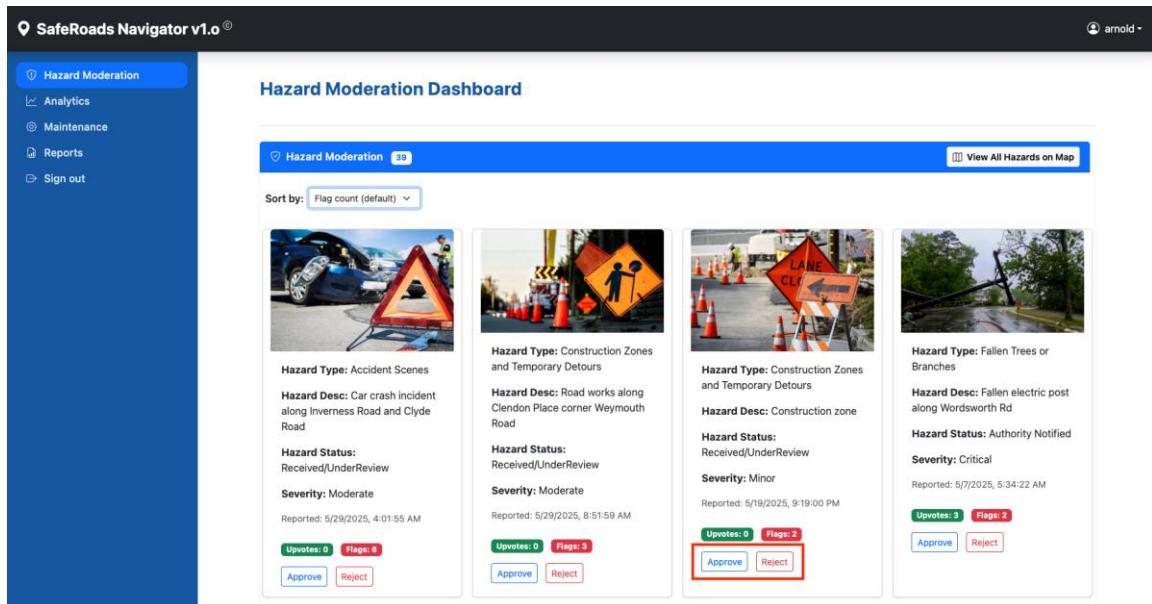 SafeRoads Navigator v1.o ©
arnold
Hazard Moderation
Analytics
Maintenance
Reports
Sign out
Hazard Moderation Dashboard
Hazard Moderation 39
View All Hazards on Map
Sort by: Flag count (default)
Hazard Type: Accident Scenes
Hazard Desc: Car crash incident
along Inverness Road and Clyde
Road
Hazard Status:
Received/UnderReview
Severity: Moderate
Reported: 5/29/2025, 4:01:55 AM
Upvotes: 0 Flags: 6
Approve Reject
Hazard Type: Construction Zones
and Temporary Detours
Hazard Desc: Road works along
Clendon Place corner Weymouth
Road
Hazard Status:
Received/UnderReview
Severity: Moderate
Reported: 5/29/2025, 8:51:59 AM
Upvotes: 0 Flags: 3
Approve Reject
LANE
CLO
Hazard Type: Construction Zones
and Temporary Detours
Hazard Desc: Construction zone
Hazard Status:
Received/UnderReview
Severity: Minor
Reported: 5/19/2025, 9:19:00 PM
Upvotes: 0 Flags: 2
Approve Reject
Hazard Type: Fallen Trees or
Branches
Hazard Desc: Fallen electric post
along Wordsworth Rd
Hazard Status: Authority Notified
Severity: Critical
Reported: 5/7/2025, 5:34:22 AM
Upvotes: 3 Flags: 2
Approve Reject